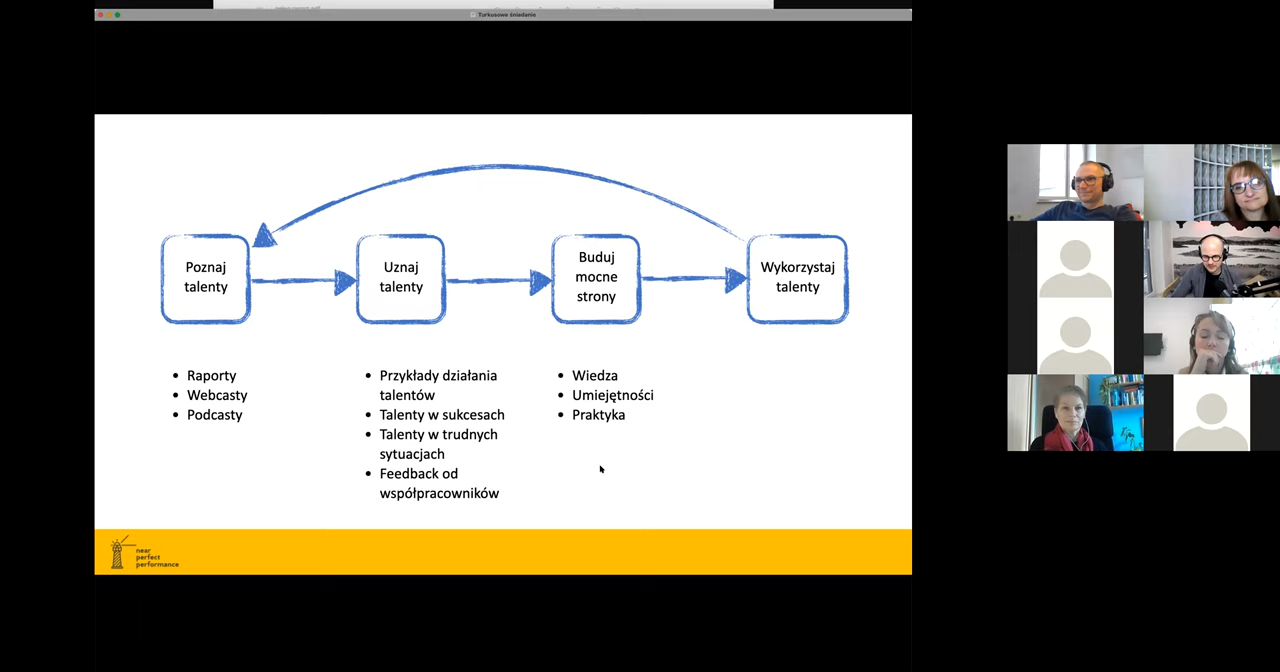 Turkusowe śniadanie
Poznaj
talenty
Uznaj
talenty
Buduj
mocne
strony
Wykorzystaj
talenty
• Raporty
• Webcasty
• Podcasty
• Przykłady działania
talentów
• Talenty w sukcesach
• Talenty w trudnych
sytuacjach
• Feedback od
współpracowników
• Wiedza
• Umiejętności
• Praktyka
near
perfect
performance